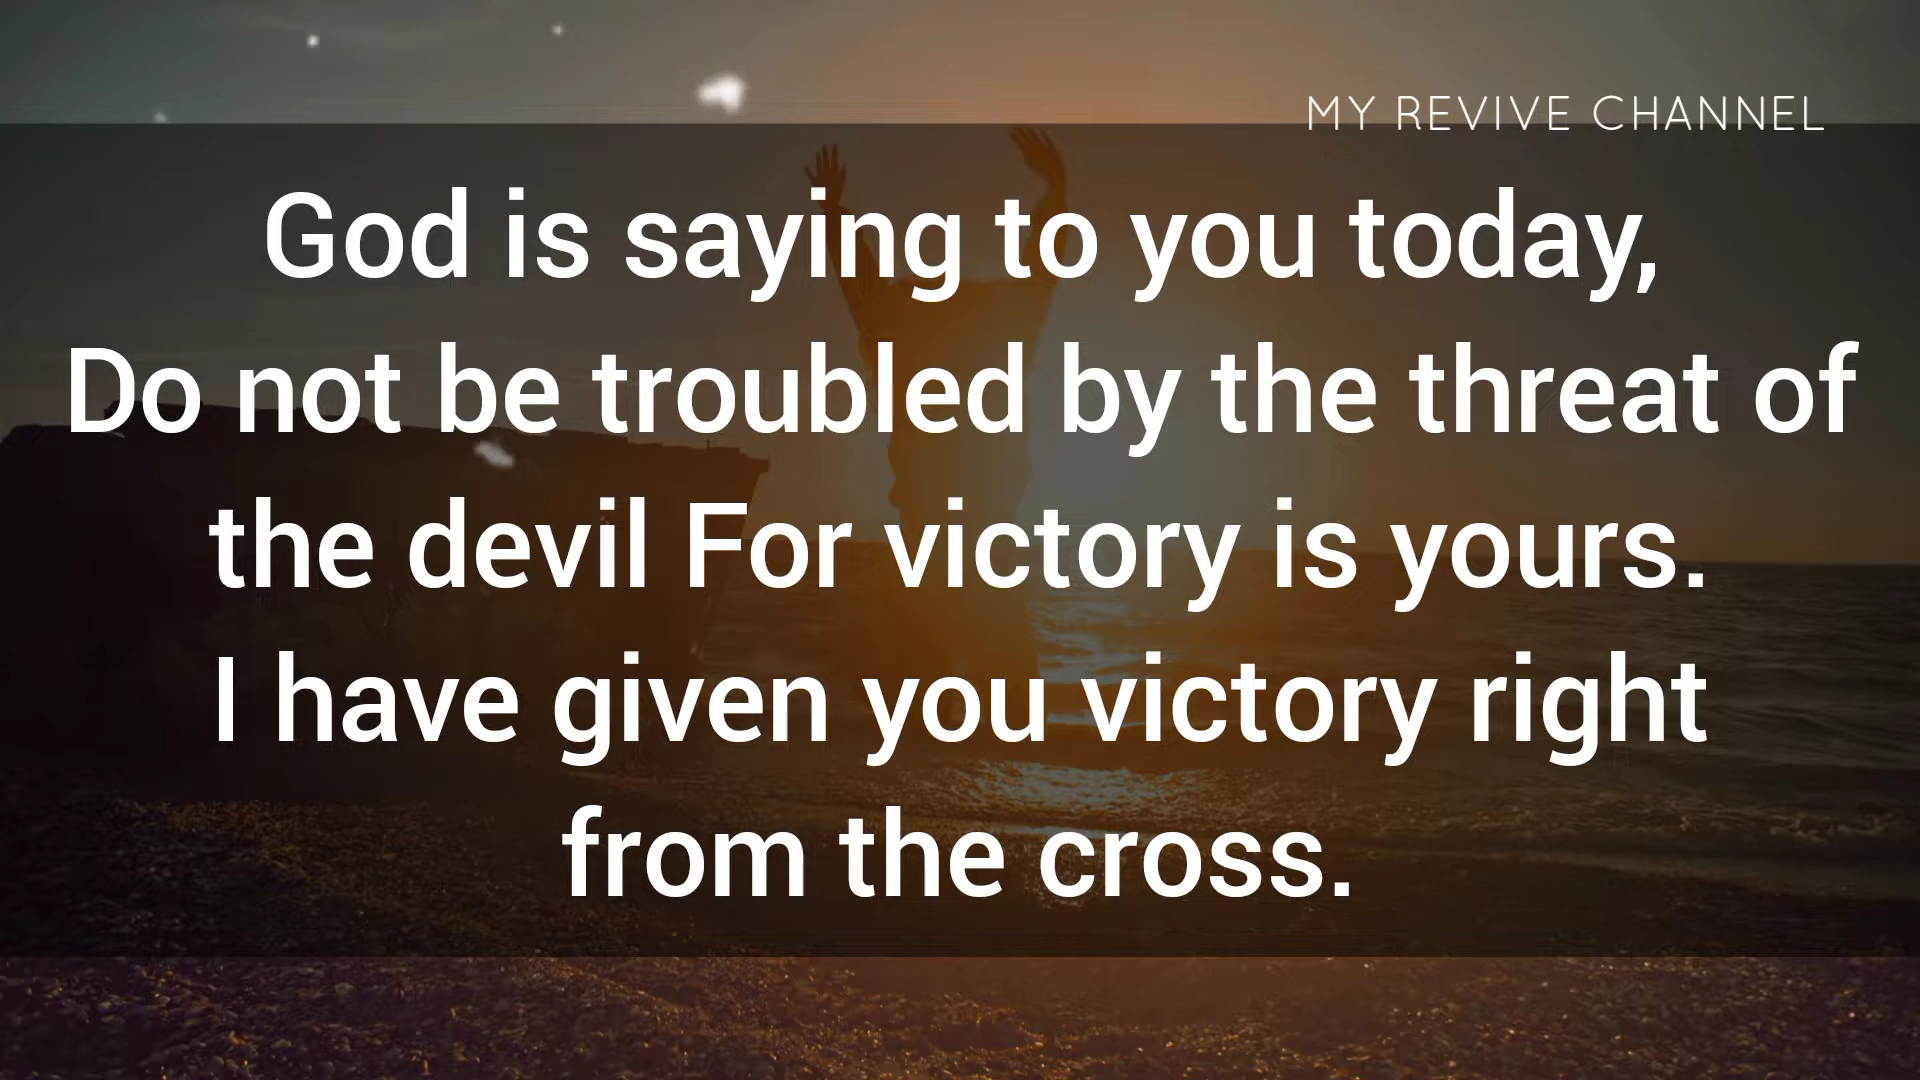 MY REVIVE CHANNEL
God is saying to you today,
Do not be troubled by the threat of
the devil For victory is yours.
I have given you victory right
from the cross.